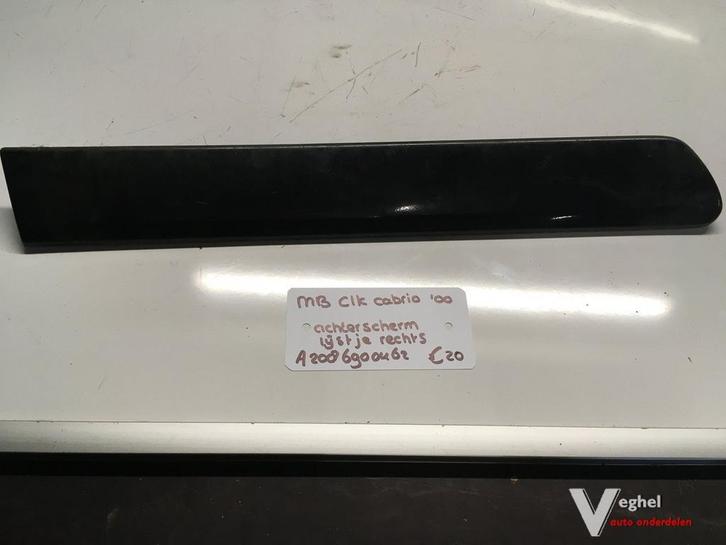 MB Clk cabrio '00
achterscherm
lijstje rechts
A2086900462 €20
Veghel
auto onderdelen